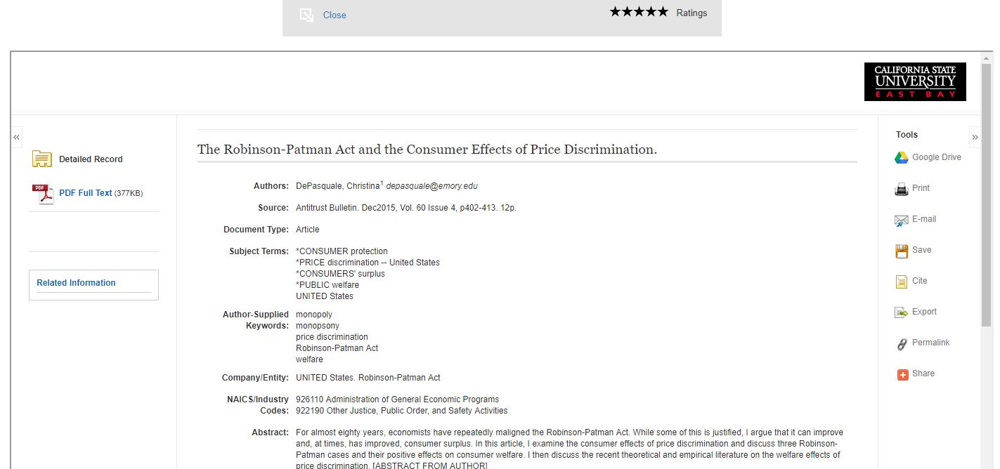 Close
Ratings
CALIFORNIA STATE
UNIVERSITY
EAST BAY
«
Detailed Record
PDF
PDF Full Text (377KB)
Related Information
The Robinson-Patman Act and the Consumer Effects of Price Discrimination.
Authors: DePasquale, Christina1 depasquale@emory.edu
Source: Antitrust Bulletin. Dec2015, Vol. 60 Issue 4, p402-413. 12p.
Document Type: Article
Subject Terms: *CONSUMER protection
*PRICE discrimination -- United States
*CONSUMERS' surplus
*PUBLIC welfare
UNITED States
Author-Supplied Keywords: monopoly
monopsony
price discrimination
Robinson-Patman Act
welfare
Company/Entity: UNITED States. Robinson-Patman Act
NAICS/Industry Codes: 926110 Administration of General Economic Programs
922190 Other Justice, Public Order, and Safety Activities
Abstract: For almost eighty years, economists have repeatedly maligned the Robinson-Patman Act. While some of this is justified, I argue that it can improve
and, at times, has improved, consumer surplus. In this article, I examine the consumer effects of price discrimination and discuss three Robinson-
Patman cases and their positive effects on consumer welfare. I then discuss the recent theoretical and empirical literature on the welfare effects of
price discrimination. [ABSTRACT FROM AUTHOR]
Tools
»
Google Drive
Print
E-mail
Save
Cite
Export
Permalink
Share